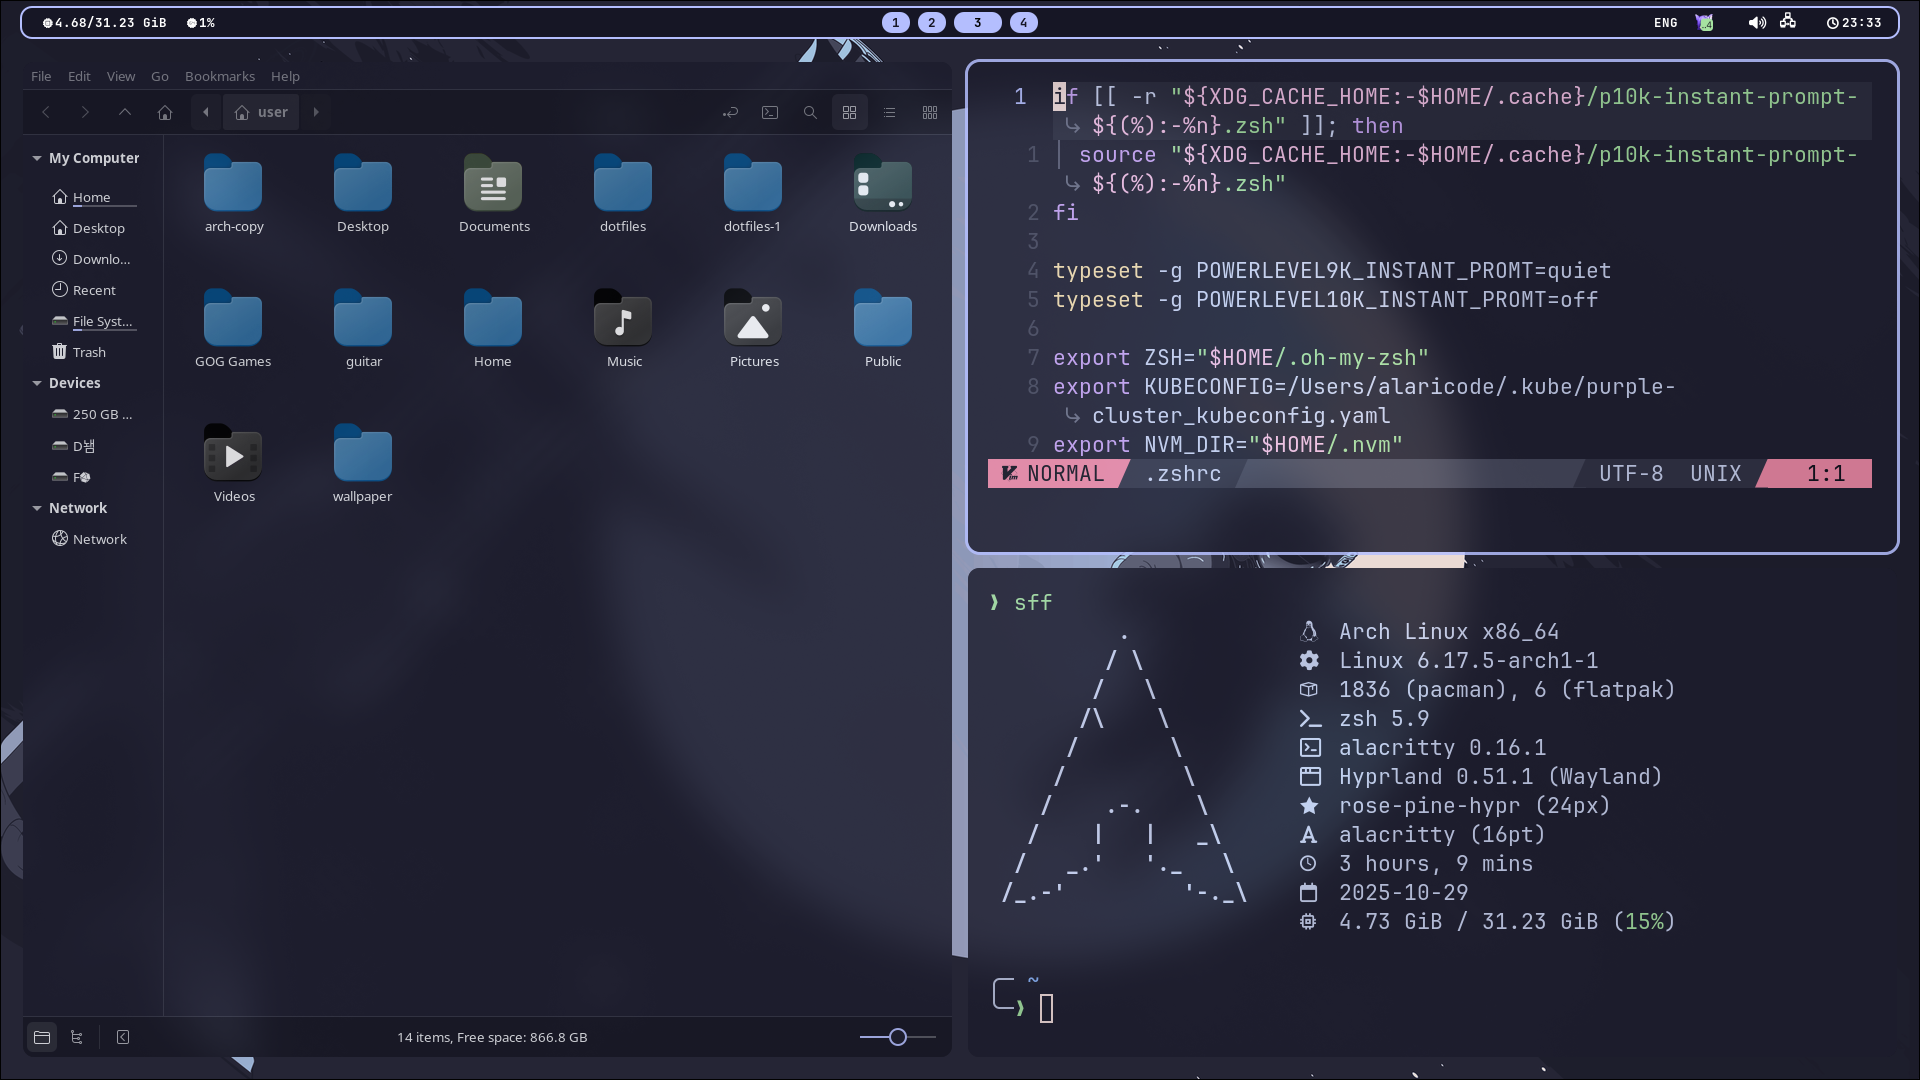 4.68/31.23 GiB 1%
1 2 3 4
ENG 23:33
File Edit View Go Bookmarks Help
user
My Computer
Home
Desktop
Downlo...
Recent
File Syst...
Trash
Devices
250 GB ...
Network
Network
arch-copy Desktop Documents dotfiles dotfiles-1 Downloads
GOG Games guitar Home Music Pictures Public
Videos wallpaper
14 items, Free space: 866.8 GB
1 if [[ -r "${XDG_CACHE_HOME:-$HOME/.cache}/p10k-instant-prompt-
${(%):-%n}.zsh" ]]; then
1 source "${XDG_CACHE_HOME:-$HOME/.cache}/p10k-instant-prompt-
${(%):-%n}.zsh"
2 fi
3
4 typeset -g POWERLEVEL9K_INSTANT_PROMT=quiet
5 typeset -g POWERLEVEL10K_INSTANT_PROMT=off
6
7 export ZSH="$HOME/.oh-my-zsh"
8 export KUBECONFIG=/Users/alaricode/.kube/purple-
cluster_kubeconfig.yaml
9 export NVM_DIR="$HOME/.nvm"
NORMAL .zshrc UTF-8 UNIX 1:1
❯ sff
Arch Linux x86_64
Linux 6.17.5-arch1-1
1836 (pacman), 6 (flatpak)
zsh 5.9
alacritty 0.16.1
Hyprland 0.51.1 (Wayland)
rose-pine-hypr (24px)
alacritty (16pt)
3 hours, 9 mins
2025-10-29
4.73 GiB / 31.23 GiB (15%)
~
❯